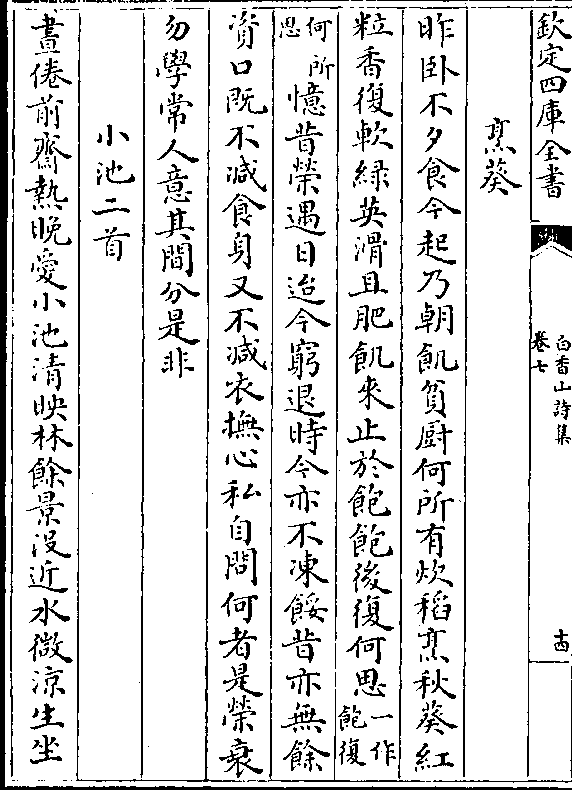 欽定四庫全書
白香山詩集
卷七
十四
烹葵
昨卧不夕食今起乃朝飢貧厨何所有炊稻烹秋葵紅
粒香復軟緑英滑且肥飢來止於飽飽後復何思一作飽復
何所思憶昔榮遇日迨今窮退時今亦不凍餒昔亦無餘
資口既不減食身又不減衣撫心私自問何者是榮衰
勿學常人意其間分是非
小池二首
晝倦前齋熱晚愛小池清映林餘景沒近水微涼生坐